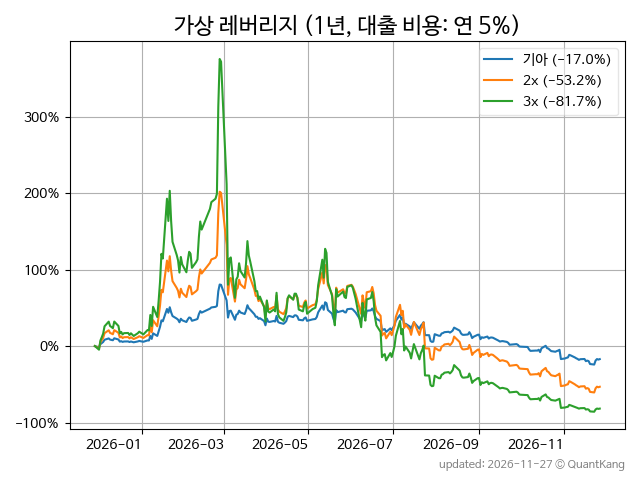 가상 레버리지 (1년, 대출 비용: 연 5%)
기아 (-17.0%)
2x (-53.2%)
3x (-81.7%)
300%
200%
100%
0%
-100%
2026-01 2026-03 2026-05 2026-07 2026-09 2026-11
updated: 2026-11-27 © QuantKang